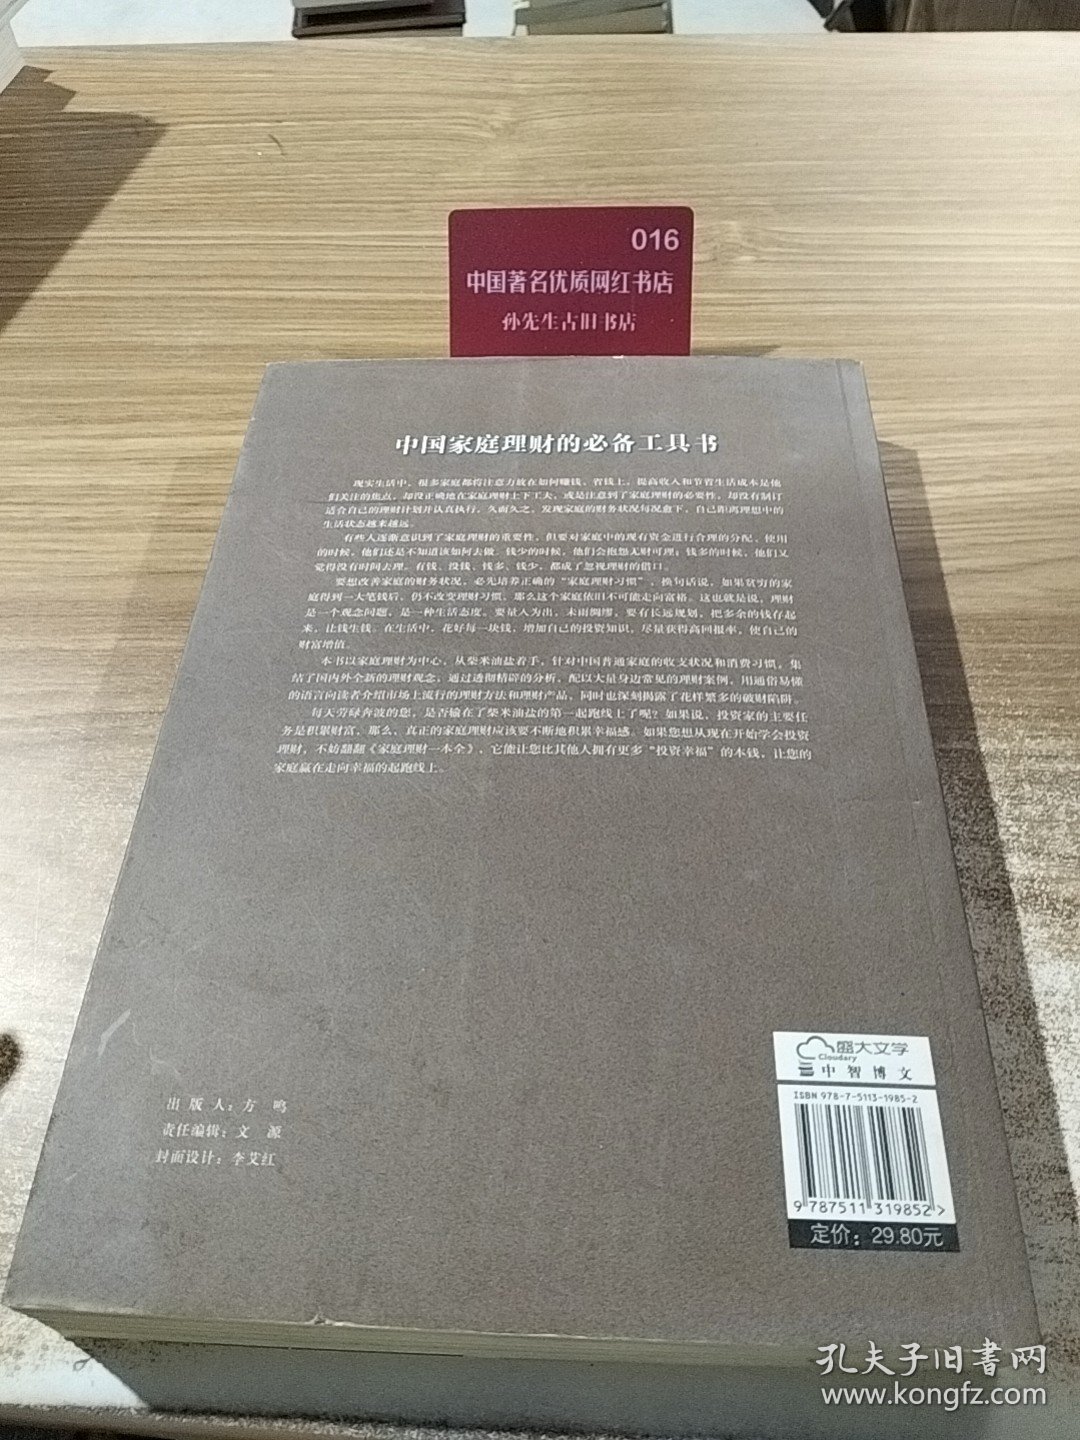 016
中国著名优质网红书店
孙先生古旧书店
中国家庭理财的必备工具书
现实生活中，很多家庭都将注意力放在如何赚钱、省钱上，提高收入和节省生活成本是他
们关注的焦点，却没正确地在家庭理财上下工夫，或是注意到了家庭理财的必要性，却没有制订
适合自己的理财计划并认真执行，久而久之，发现家庭的财务状况每况愈下，自己距离理想中的
生活状态越来越远。
有些人逐渐意识到了家庭理财的重要性，但要对家庭中的现有资金进行合理的分配、使用
的时候，他们还是不知道该如何去做。钱少的时候，他们会抱怨无财可理；钱多的时候，他们又
觉得没有时间去理。有钱、没钱、钱多、钱少，都成了忽视理财的借口。
要想改善家庭的财务状况，必先培养正确的“家庭理财习惯”，换句话说，如果贫穷的家
庭得到一大笔钱后，仍不改变理财习惯，那么这个家庭依旧不可能走向富裕。这也就是说，理财
是一个观念问题，是一种生活态度。要量入为出，未雨绸缪，要有长远规划，把多余的钱存起
来，让钱生钱。在生活中，花好每一块钱，增加自己的投资知识，尽量获得高回报率，使自己的
财富增值。
本书以家庭理财为中心，从柴米油盐着手，针对中国普通家庭的收支状况和消费习惯，集
结了国内外全新的理财观念，通过透彻精辟的分析，配以大量身边常见的理财案例，用通俗易懂
的语言向读者介绍市场上流行的理财方法和理财产品，同时也深刻揭露了花样繁多的破财陷阱。
每天劳碌奔波的您，是否输在了柴米油盐的第一起跑线上了呢？如果说，投资家的主要任
务是积累财富，那么，真正的家庭理财应该要不断地积累幸福感。如果您想从现在开始学会投资
理财，不妨翻翻《家庭理财一本全》，它能让您比其他人拥有更多“投资幸福”的本钱，让您的
家庭赢在走向幸福的起跑线上。
出 版 人：方 鸣
责任编辑：文 源
封面设计：李艾红
盛大文学
Cloudary
中智博文
ISBN 978-7-5113-1985-2
9 787511 319852 >
定价：29.80元
孔夫子旧書网
www.kongfz.com